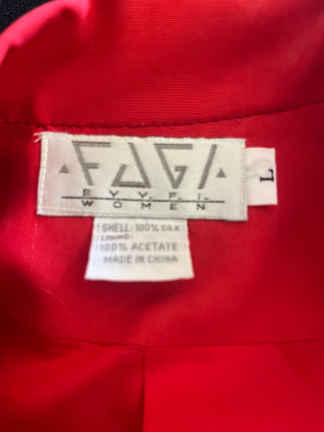 L
WOMEN
SHELL: 100% SILK
LINING:
100% ACETATE
MADE IN CHINA